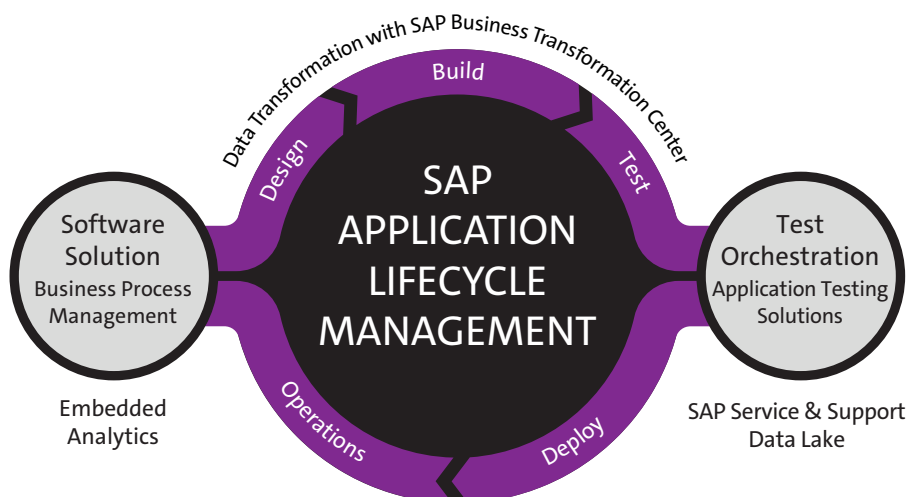 Data Transformation with SAP Business Transformation Center
Design
Build
Test
Software
Solution
Business Process
Management
SAP
APPLICATION
LIFECYCLE
MANAGEMENT
Test
Orchestration
Application Testing
Solutions
Operations
Deploy
Embedded
Analytics
SAP Service & Support
Data Lake